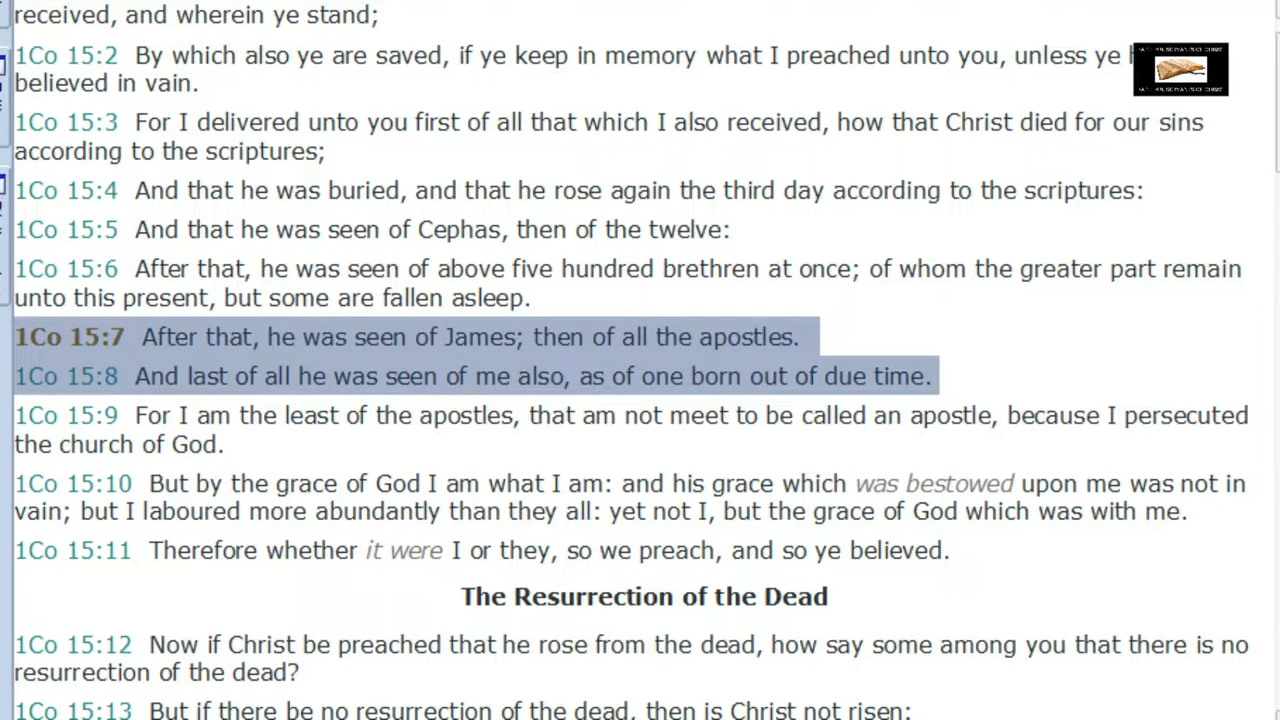 received, and wherein ye stand;
1Co 15:2 By which also ye are saved, if ye keep in memory what I preached unto you, unless ye
believed in vain.
1Co 15:3 For I delivered unto you first of all that which I also received, how that Christ died for our sins
according to the scriptures;
1Co 15:4 And that he was buried, and that he rose again the third day according to the scriptures:
1Co 15:5 And that he was seen of Cephas, then of the twelve:
1Co 15:6 After that, he was seen of above five hundred brethren at once; of whom the greater part remain
unto this present, but some are fallen asleep.
1Co 15:7 After that, he was seen of James; then of all the apostles.
1Co 15:8 And last of all he was seen of me also, as of one born out of due time.
1Co 15:9 For I am the least of the apostles, that am not meet to be called an apostle, because I persecuted
the church of God.
1Co 15:10 But by the grace of God I am what I am: and his grace which was bestowed upon me was not in
vain; but I laboured more abundantly than they all: yet not I, but the grace of God which was with me.
1Co 15:11 Therefore whether it were I or they, so we preach, and so ye believed.
The Resurrection of the Dead
1Co 15:12 Now if Christ be preached that he rose from the dead, how say some among you that there is no
resurrection of the dead?
1Co 15:13 But if there be no resurrection of the dead, then is Christ not risen: